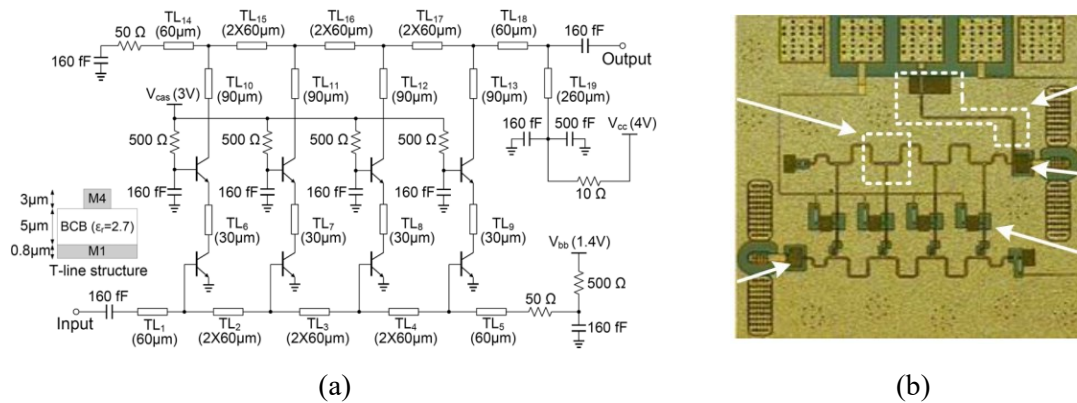 TL₁₄ TL₁₅ TL₁₆ TL₁₇ TL₁₈
50 Ω (60μm) (2X60μm) (2X60μm) (2X60μm) (60μm) 160 fF
160 fF
Output
TL₁₀ TL₁₁ TL₁₂ TL₁₃ TL₁₉
(90μm) (90μm) (90μm) (90μm) (260μm)
V_cas (3V)
160 fF 500 fF V_cc (4V)
500 Ω 500 Ω 500 Ω 500 Ω
160 fF 160 fF 160 fF 160 fF
10 Ω
3μm M4
TL₆ TL₇ TL₈ TL₉
(30μm) (30μm) (30μm) (30μm)
5μm BCB (εᵣ=2.7)
0.8μm M1
T-line structure
V_bb (1.4V)
500 Ω
160 fF 50 Ω
Input
TL₁ TL₂ TL₃ TL₄ TL₅ 160 fF
(60μm) (2X60μm) (2X60μm) (2X60μm) (60μm)
(a) (b)